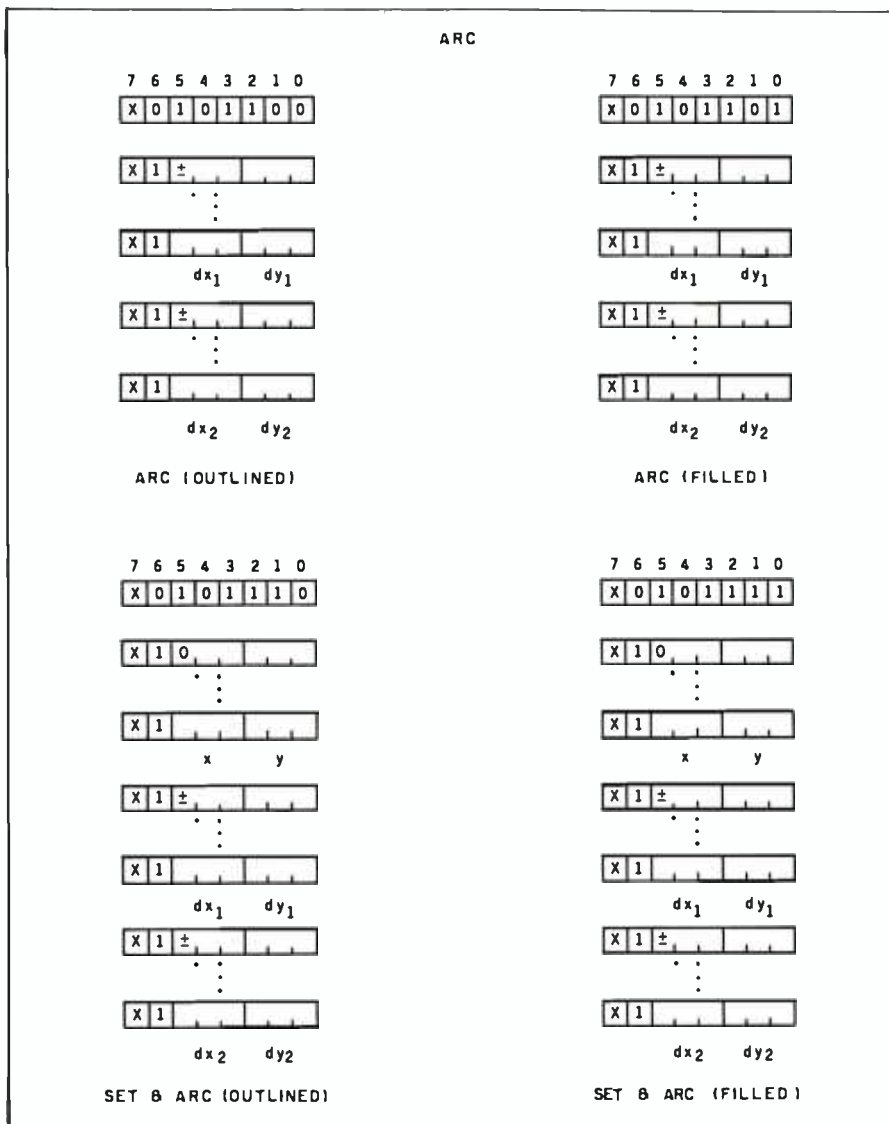 ARC
7 6 5 4 3 2 1 0
X 0 1 0 1 1 0 0
X 1 ±
X 1
dx1 dy1
X 1 ±
X 1
dx2 dy2
ARC (OUTLINED)
7 6 5 4 3 2 1 0
X 0 1 0 1 1 0 1
X 1 ±
X 1
dx1 dy1
X 1 ±
X 1
dx2 dy2
ARC (FILLED)
7 6 5 4 3 2 1 0
X 0 1 0 1 1 1 0
X 1 0
X 1
x y
X 1 ±
X 1
dx1 dy1
X 1 ±
X 1
dx2 dy2
SET & ARC (OUTLINED)
7 6 5 4 3 2 1 0
X 0 1 0 1 1 1 1
X 1 0
X 1
x y
X 1 ±
X 1
dx1 dy1
X 1 ±
X 1
dx2 dy2
SET & ARC (FILLED)